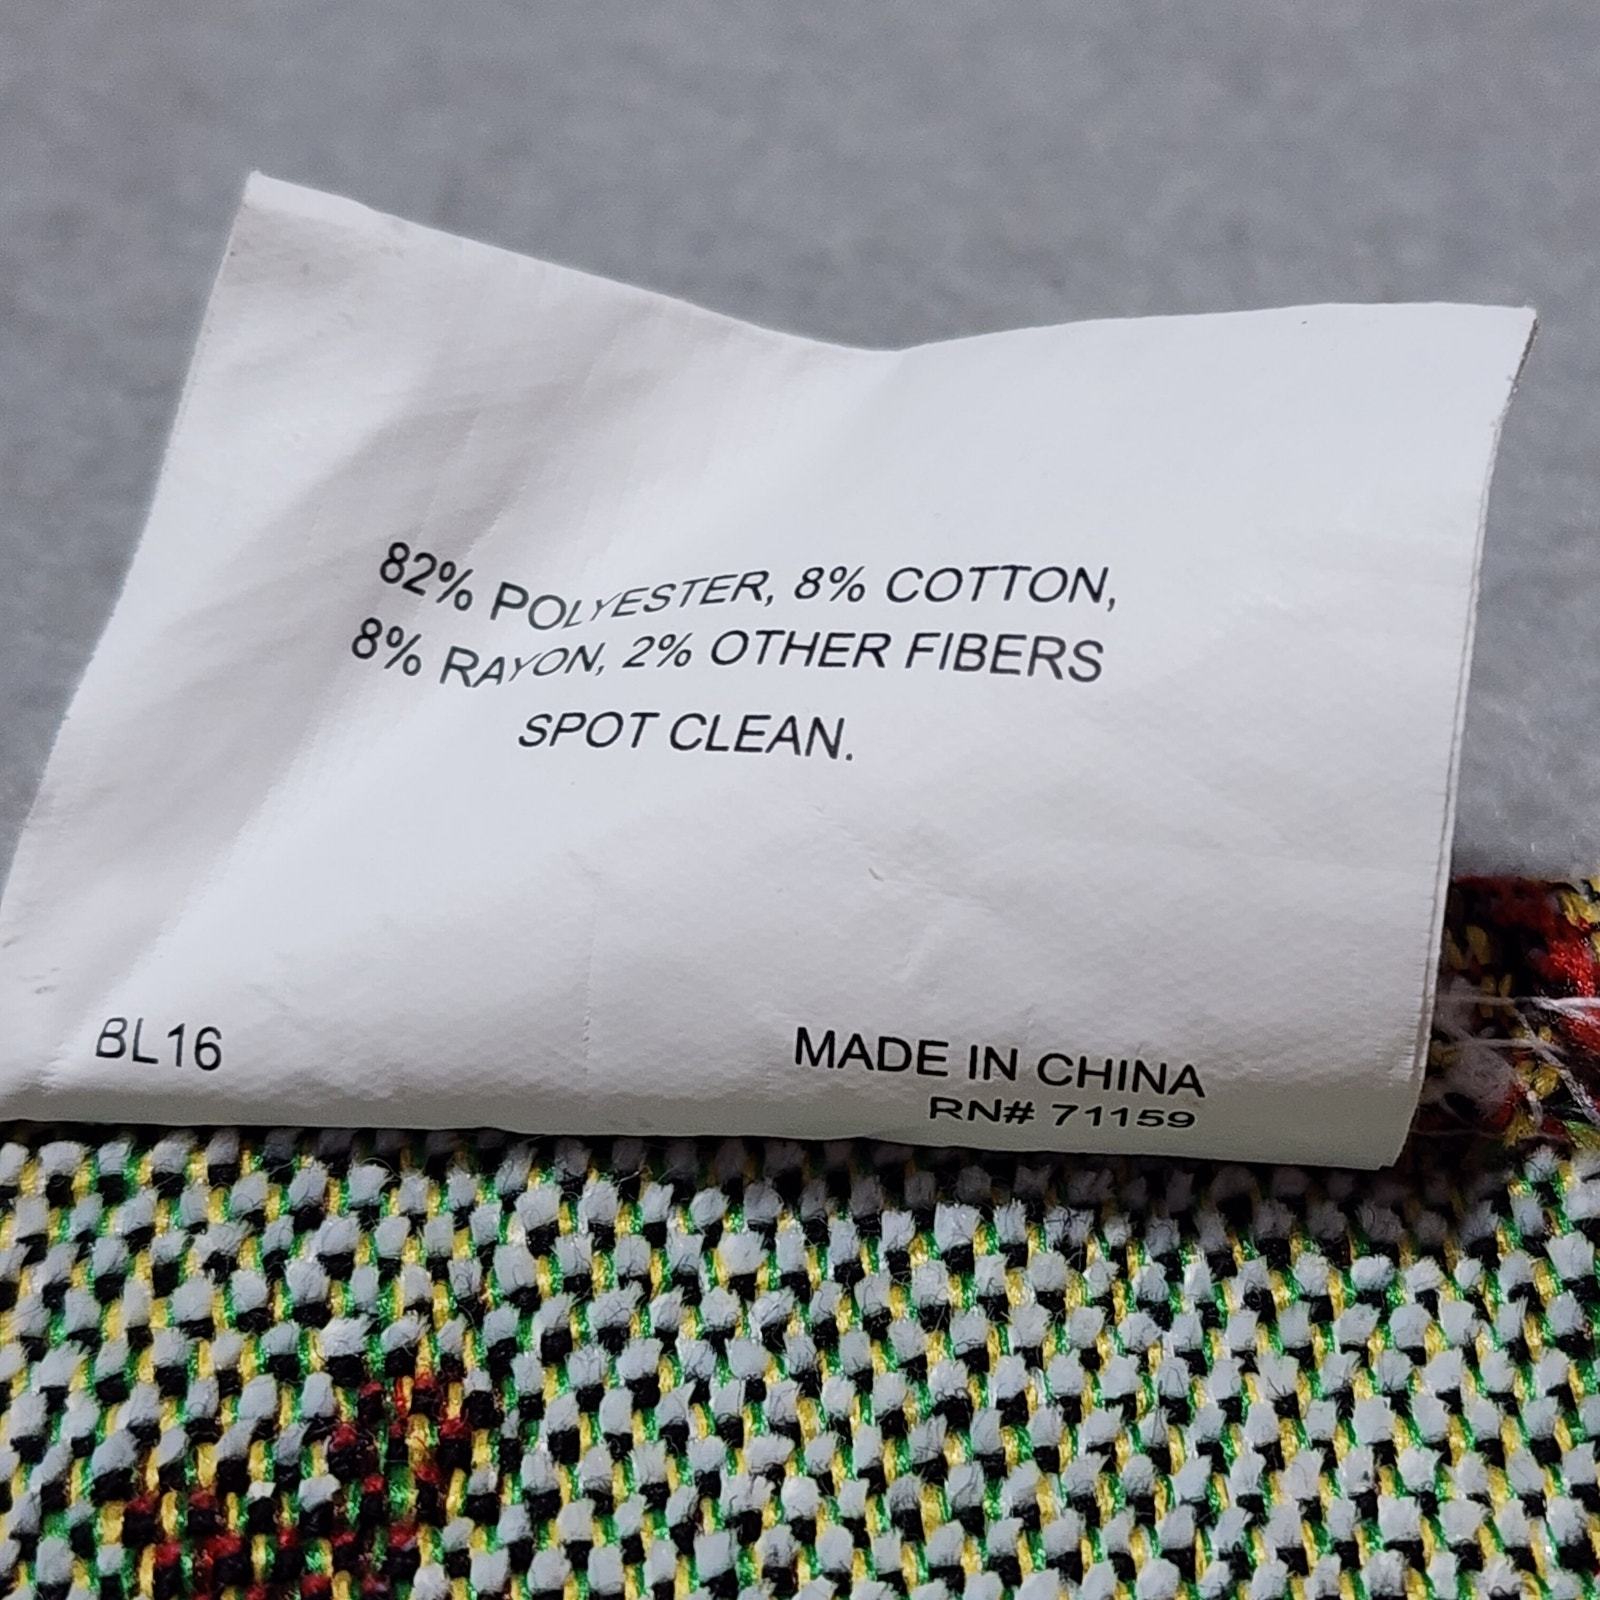 82% POLYESTER, 8% COTTON,
8% RAYON, 2% OTHER FIBERS
SPOT CLEAN.
BL16
MADE IN CHINA
RN# 71159